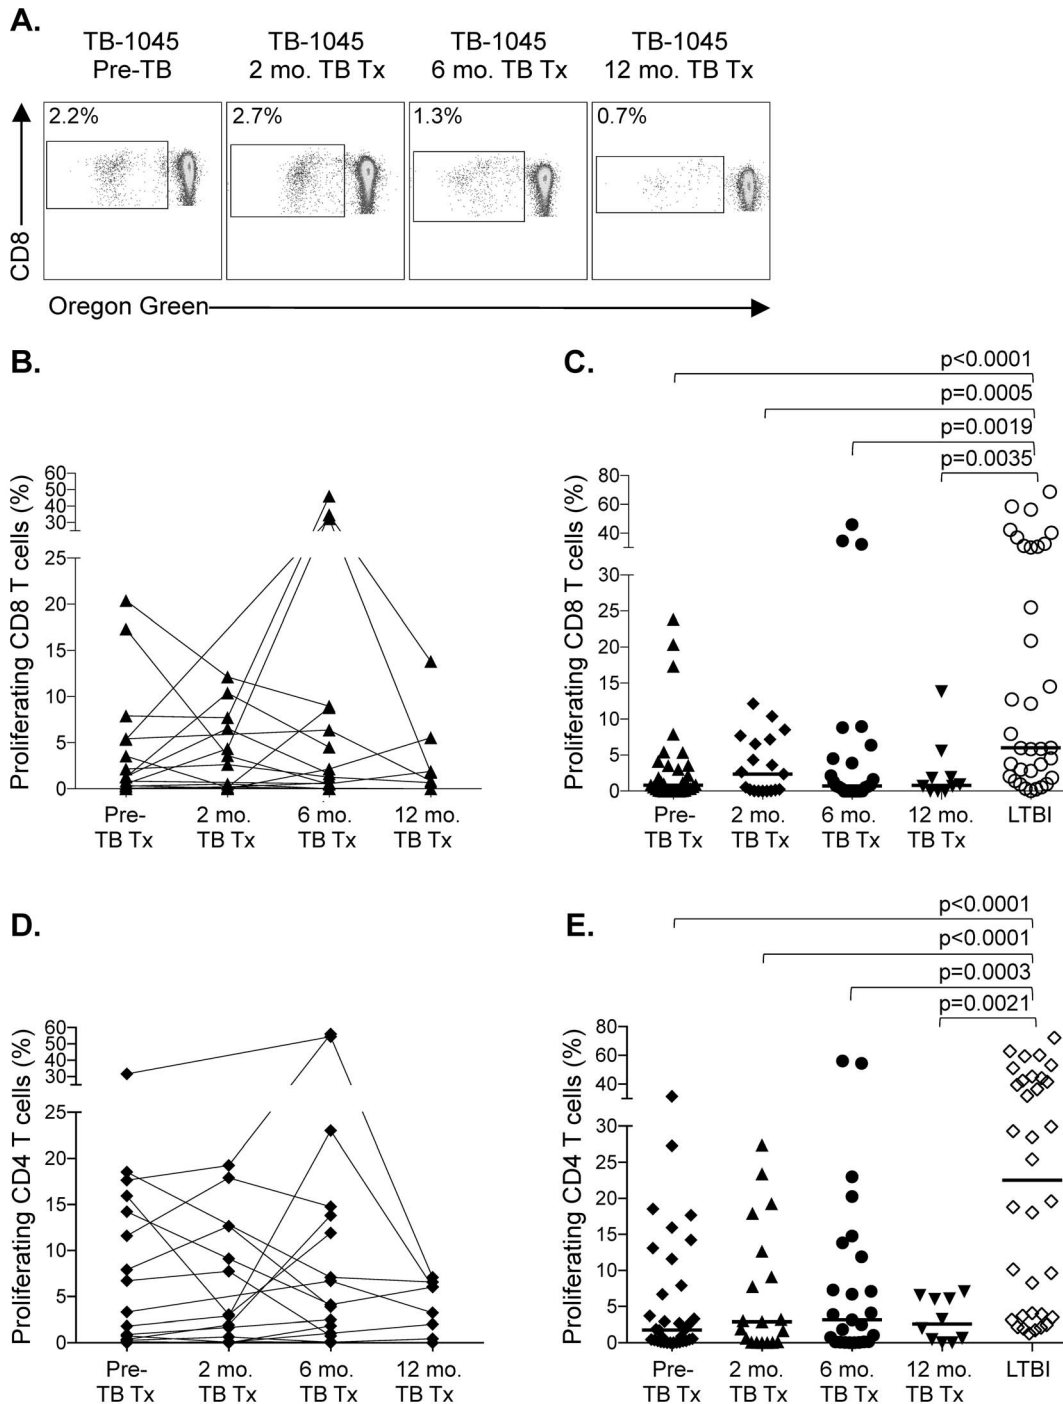 A.
TB-1045 TB-1045 TB-1045 TB-1045
Pre-TB 2 mo. TB Tx 6 mo. TB Tx 12 mo. TB Tx
2.2% 2.7% 1.3% 0.7%
CD8
Oregon Green
B.
Proliferating CD8 T cells (%)
60
50
40
30
25
20
15
10
5
0
Pre- 2 mo. 6 mo. 12 mo.
TB Tx TB Tx TB Tx TB Tx
C.
p<0.0001
p=0.0005
p=0.0019
p=0.0035
Proliferating CD8 T cells (%)
80
60
40
30
25
20
15
10
5
0
Pre- 2 mo. 6 mo. 12 mo. LTBI
TB Tx TB Tx TB Tx TB Tx
D.
Proliferating CD4 T cells (%)
60
50
40
30
25
20
15
10
5
0
Pre- 2 mo. 6 mo. 12 mo.
TB Tx TB Tx TB Tx TB Tx
E.
p<0.0001
p<0.0001
p=0.0003
p=0.0021
Proliferating CD4 T cells (%)
80
60
40
30
25
20
15
10
5
0
Pre- 2 mo. 6 mo. 12 mo. LTBI
TB Tx TB Tx TB Tx TB Tx